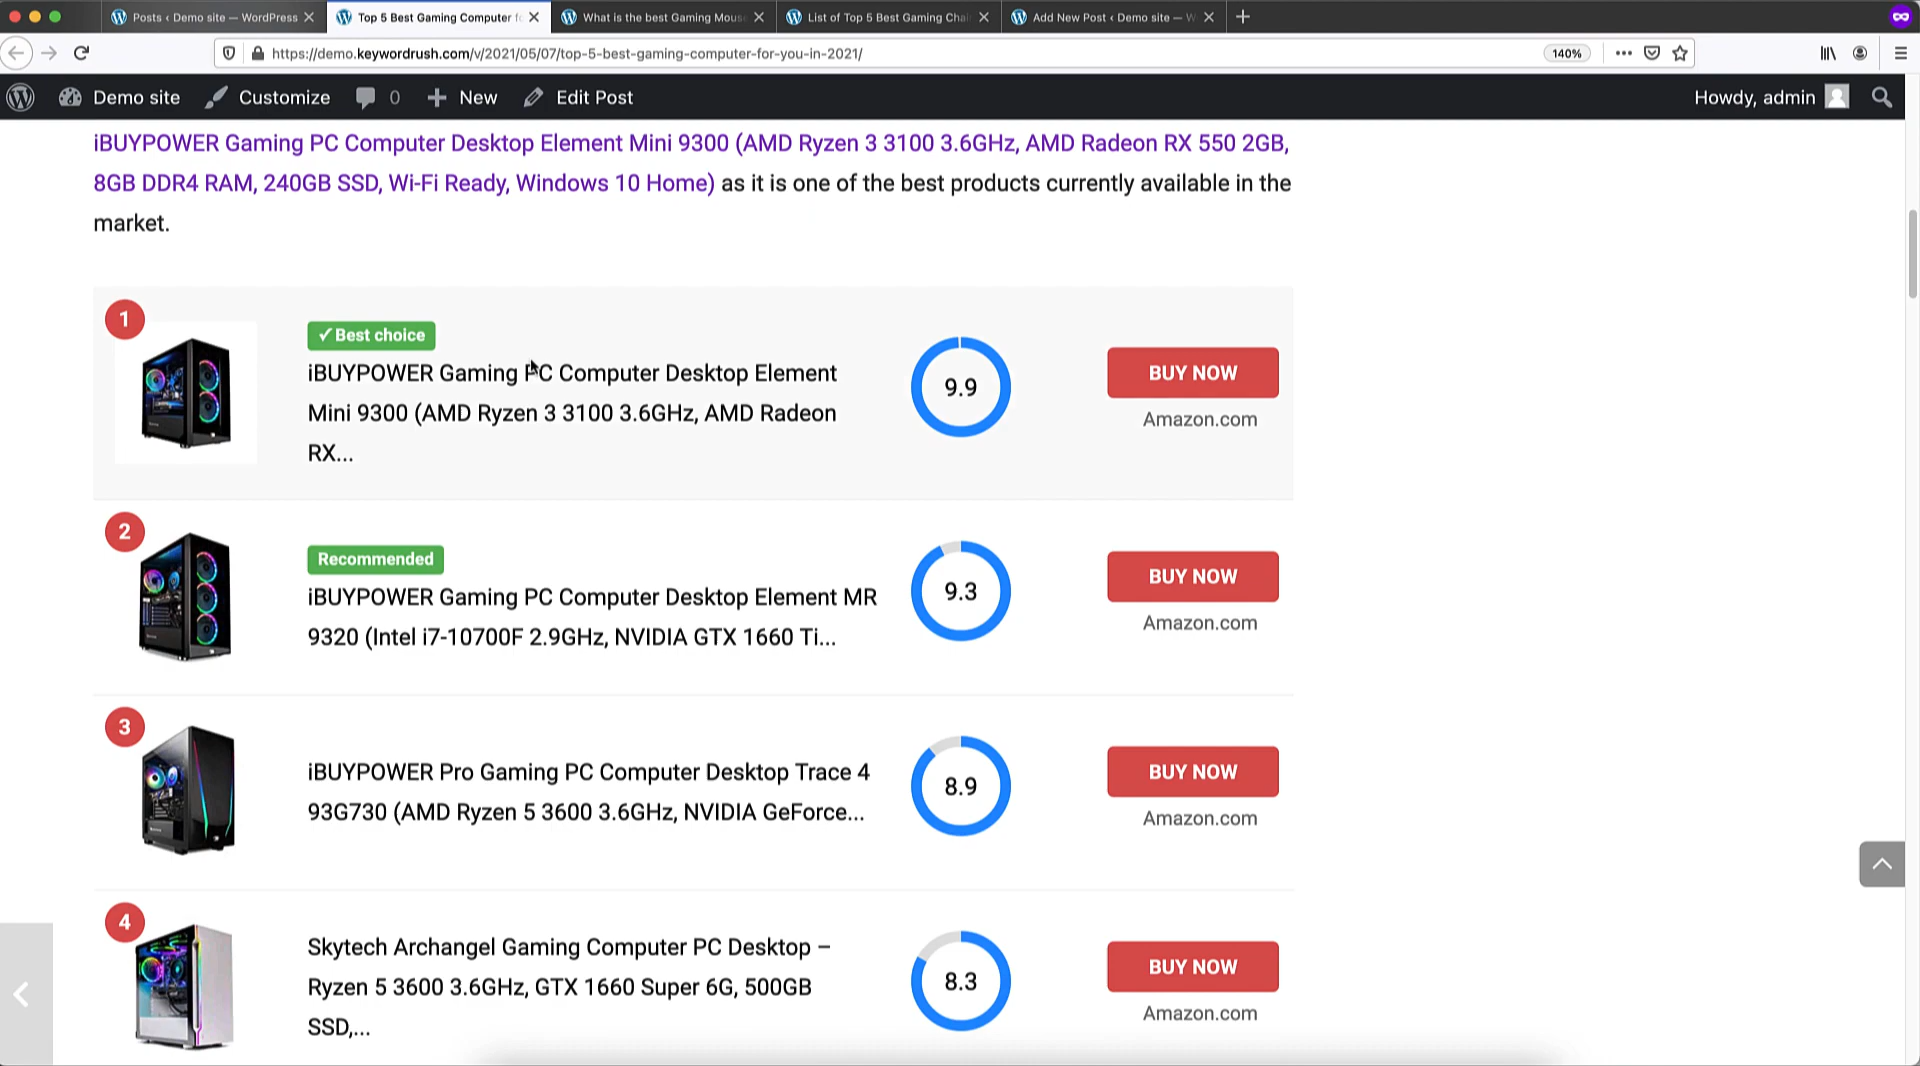 Posts ‹ Demo site — WordPress
Top 5 Best Gaming Computer f
What is the best Gaming Mous
List of Top 5 Best Gaming Chai
Add New Post ‹ Demo site — W
https://demo.keywordrush.com/v/2021/05/07/top-5-best-gaming-computer-for-you-in-2021/
140%
Demo site
Customize
0
New
Edit Post
Howdy, admin
iBUYPOWER Gaming PC Computer Desktop Element Mini 9300 (AMD Ryzen 3 3100 3.6GHz, AMD Radeon RX 550 2GB,
8GB DDR4 RAM, 240GB SSD, Wi-Fi Ready, Windows 10 Home) as it is one of the best products currently available in the
market.
1
✓ Best choice
iBUYPOWER Gaming PC Computer Desktop Element
Mini 9300 (AMD Ryzen 3 3100 3.6GHz, AMD Radeon
RX...
9.9
BUY NOW
Amazon.com
2
Recommended
iBUYPOWER Gaming PC Computer Desktop Element MR
9320 (Intel i7-10700F 2.9GHz, NVIDIA GTX 1660 Ti...
9.3
BUY NOW
Amazon.com
3
iBUYPOWER Pro Gaming PC Computer Desktop Trace 4
93G730 (AMD Ryzen 5 3600 3.6GHz, NVIDIA GeForce...
8.9
BUY NOW
Amazon.com
4
Skytech Archangel Gaming Computer PC Desktop –
Ryzen 5 3600 3.6GHz, GTX 1660 Super 6G, 500GB
SSD,...
8.3
BUY NOW
Amazon.com